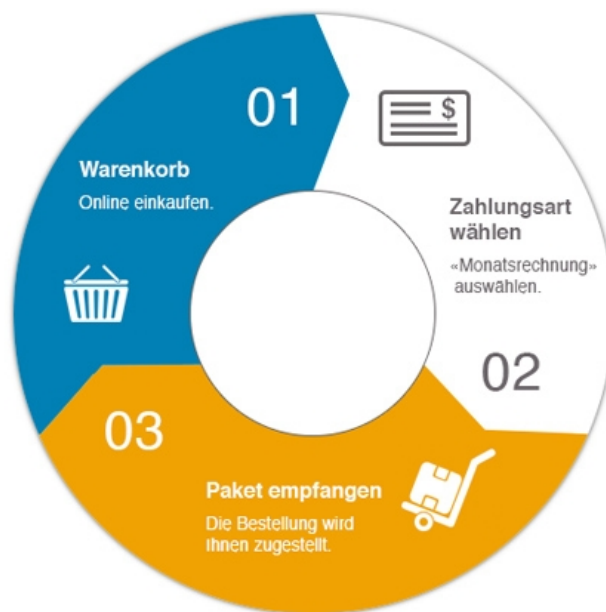 01
Warenkorb
Online einkaufen.
$
Zahlungsart
wählen
«Monatsrechnung»
auswählen.
02
03
Paket empfangen
Die Bestellung wird
Ihnen zugestellt.